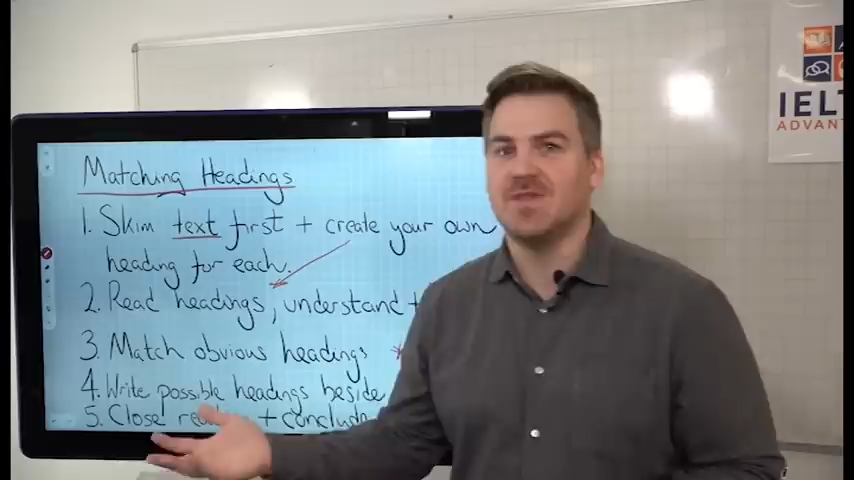 Matching Headings
1. Skim text first + create your own
heading for each.
2. Read headings, understand +
3. Match obvious headings
4. Write possible headings beside
5. Close + conclude
IELT
ADVANT